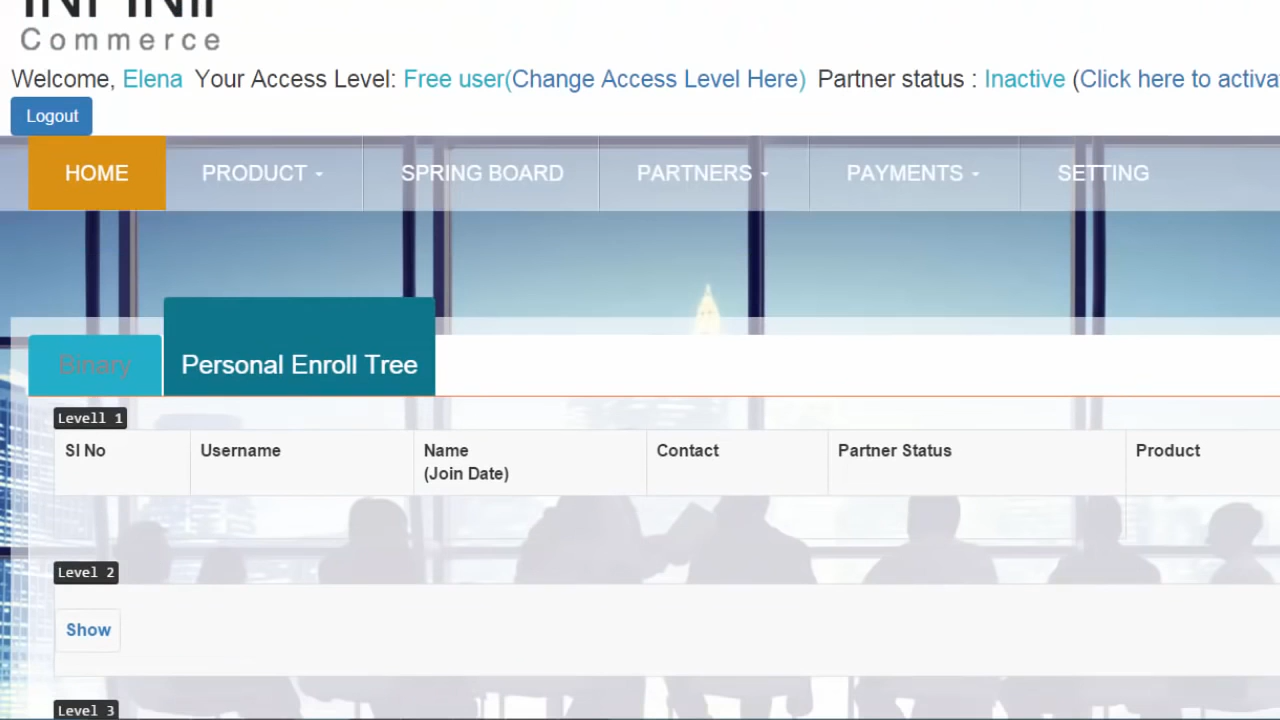 Commerce
Welcome, Elena Your Access Level: Free user(Change Access Level Here) Partner status : Inactive (Click here to activa
Logout
HOME PRODUCT SPRING BOARD PARTNERS PAYMENTS SETTING
Binary Personal Enroll Tree
Levell 1
Sl No Username Name Contact Partner Status Product
(Join Date)
Level 2
Show
Level 3